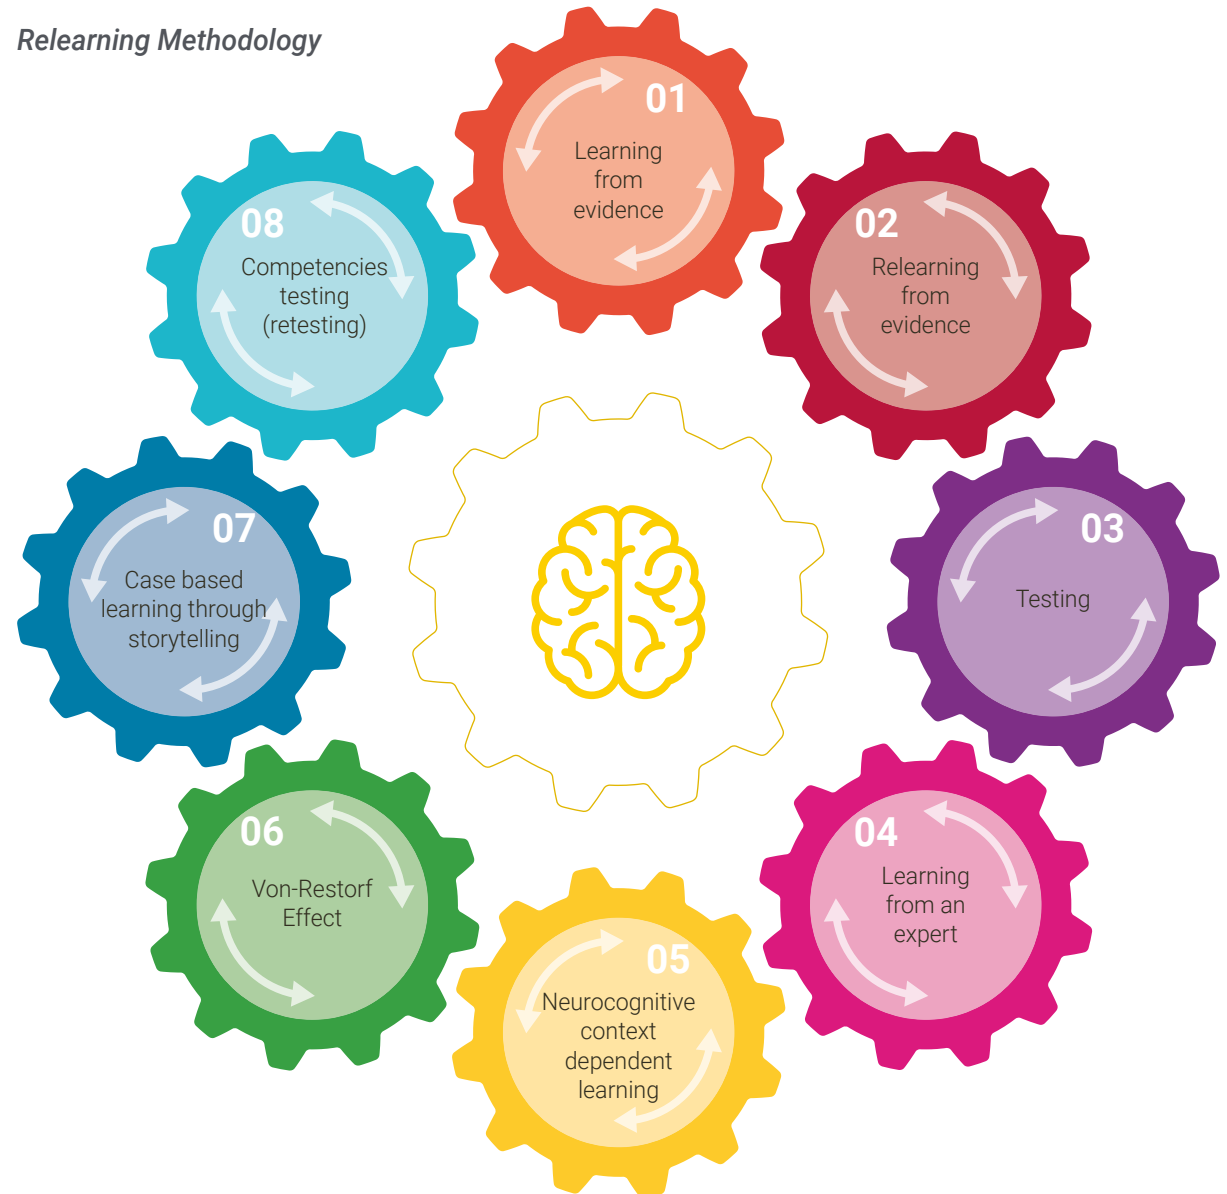 Relearning Methodology
01
Learning
from
evidence
02
Relearning
from
evidence
03
Testing
04
Learning
from an
expert
05
Neurocognitive
context
dependent
learning
06
Von-Restorf
Effect
07
Case based
learning through
storytelling
08
Competencies
testing
(retesting)